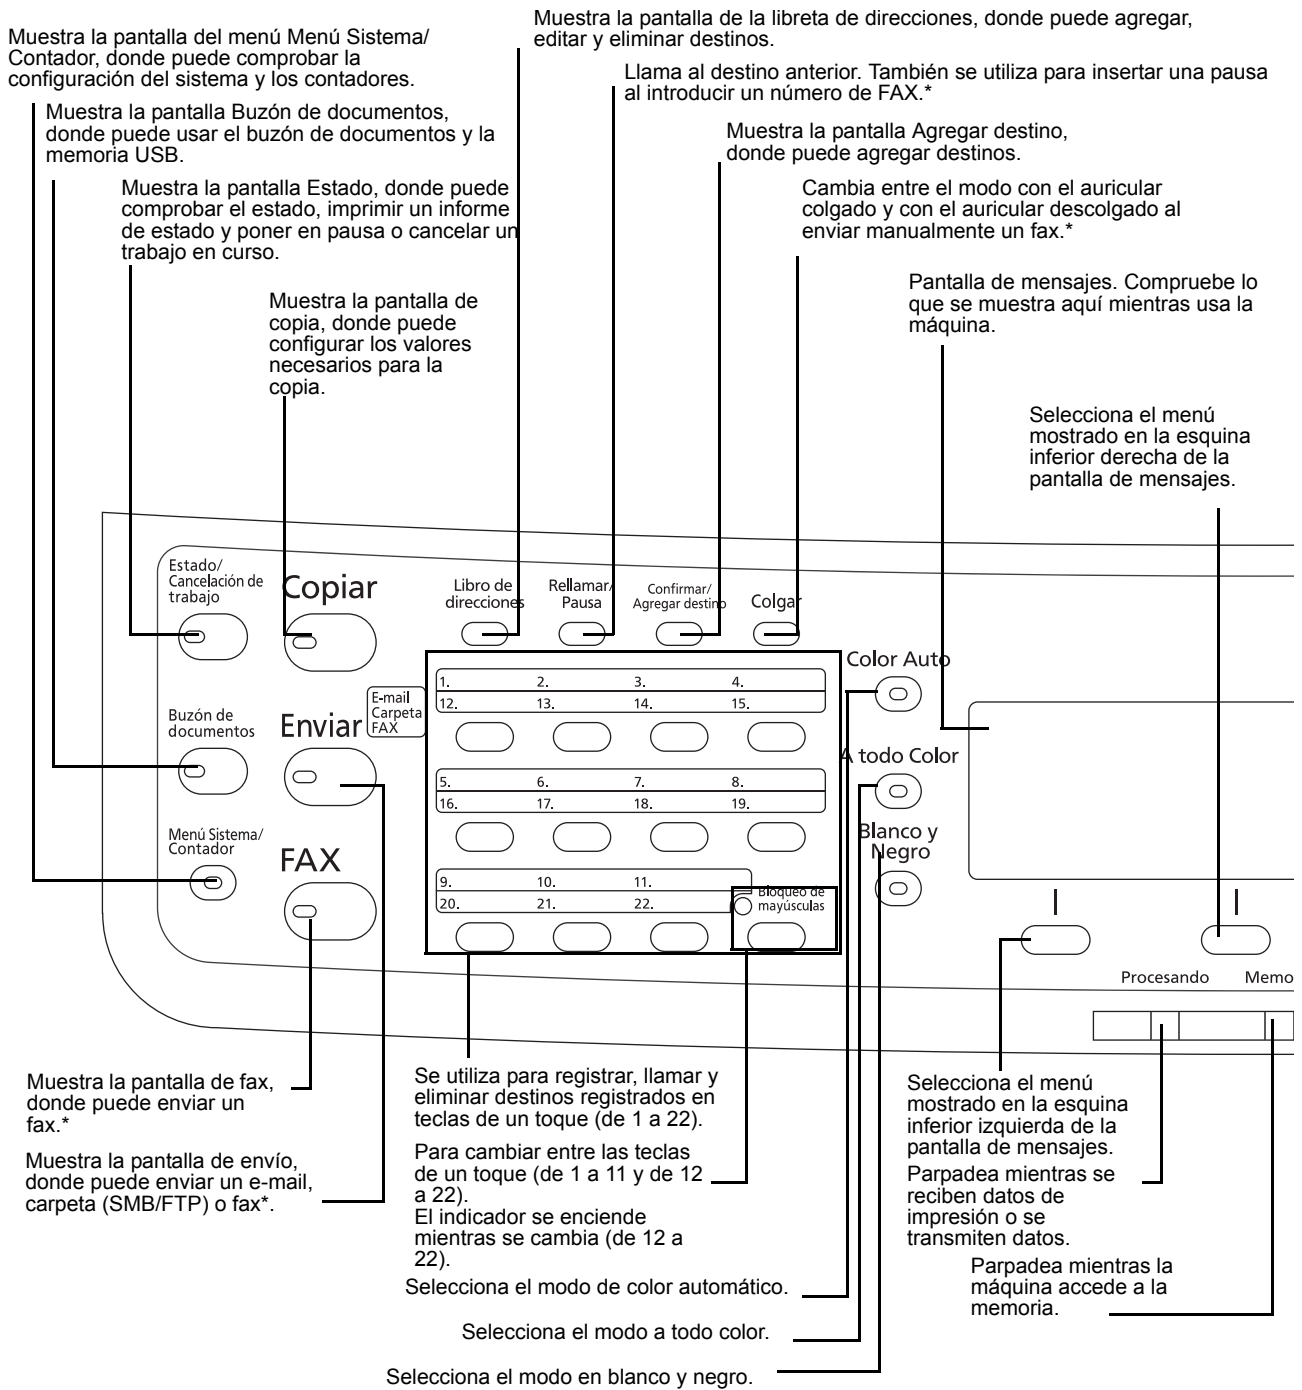 Muestra la pantalla de la libreta de direcciones, donde puede agregar,
editar y eliminar destinos.
Muestra la pantalla del menú Menú Sistema/
Contador, donde puede comprobar la
configuración del sistema y los contadores.
Llama al destino anterior. También se utiliza para insertar una pausa
al introducir un número de FAX.*
Muestra la pantalla Buzón de documentos,
donde puede usar el buzón de documentos y la
memoria USB.
Muestra la pantalla Agregar destino,
donde puede agregar destinos.
Muestra la pantalla Estado, donde puede
comprobar el estado, imprimir un informe
de estado y poner en pausa o cancelar un
trabajo en curso.
Cambia entre el modo con el auricular
colgado y con el auricular descolgado al
enviar manualmente un fax.*
Muestra la pantalla de
copia, donde puede
configurar los valores
necesarios para la
copia.
Pantalla de mensajes. Compruebe lo
que se muestra aquí mientras usa la
máquina.
Selecciona el menú
mostrado en la esquina
inferior derecha de la
pantalla de mensajes.
Estado/
Cancelación de
trabajo
Copiar
Libro de
direcciones
Rellamar/
Pausa
Confirmar/
Agregar destino
Colgar
Color Auto
1. 2. 3. 4.
12. 13. 14. 15.
E-mail
Carpeta
FAX
Buzón de
documentos
Enviar
A todo Color
5. 6. 7. 8.
16. 17. 18. 19.
Menú Sistema/
Contador
FAX
Blanco y
Negro
9. 10. 11.
20. 21. 22.
Bloqueo de
mayúsculas
Procesando Memo
Muestra la pantalla de fax,
donde puede enviar un
fax.*
Muestra la pantalla de envío,
donde puede enviar un e-mail,
carpeta (SMB/FTP) o fax*.
Se utiliza para registrar, llamar y
eliminar destinos registrados en
teclas de un toque (de 1 a 22).
Para cambiar entre las teclas
de un toque (de 1 a 11 y de 12
a 22).
El indicador se enciende
mientras se cambia (de 12 a
22).
Selecciona el menú
mostrado en la esquina
inferior izquierda de la
pantalla de mensajes.
Parpadea mientras se
reciben datos de
impresión o se
transmiten datos.
Parpadea mientras la
máquina accede a la
memoria.
Selecciona el modo de color automático.
Selecciona el modo a todo color.
Selecciona el modo en blanco y negro.